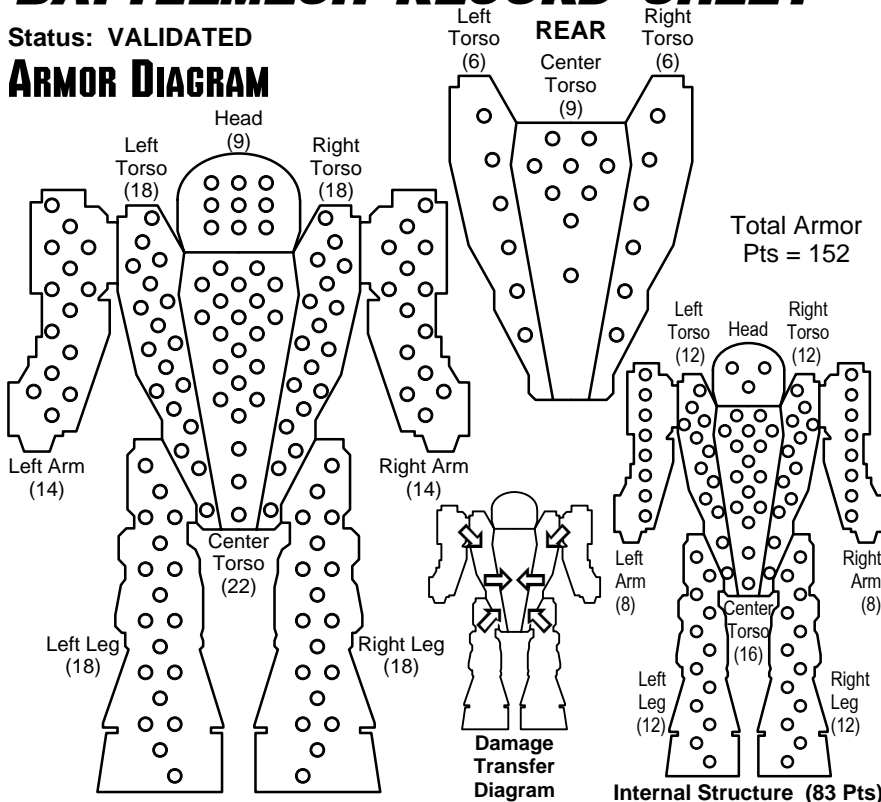 Status: VALIDATED
ARMOR DIAGRAM
REAR
Left
Torso
(6)
Center
Torso
(9)
Right
Torso
(6)
Head
(9)
Left
Torso
(18)
Right
Torso
(18)
Total Armor
Pts = 152
Left Arm
(14)
Right Arm
(14)
Center
Torso
(22)
Left Leg
(18)
Right Leg
(18)
Damage
Transfer
Diagram
Left
Torso
(12)
Head
Right
Torso
(12)
Left
Arm
(8)
Right
Arm
(8)
Center
Torso
(16)
Left
Leg
(12)
Right
Leg
(12)
Internal Structure (83 Pts)